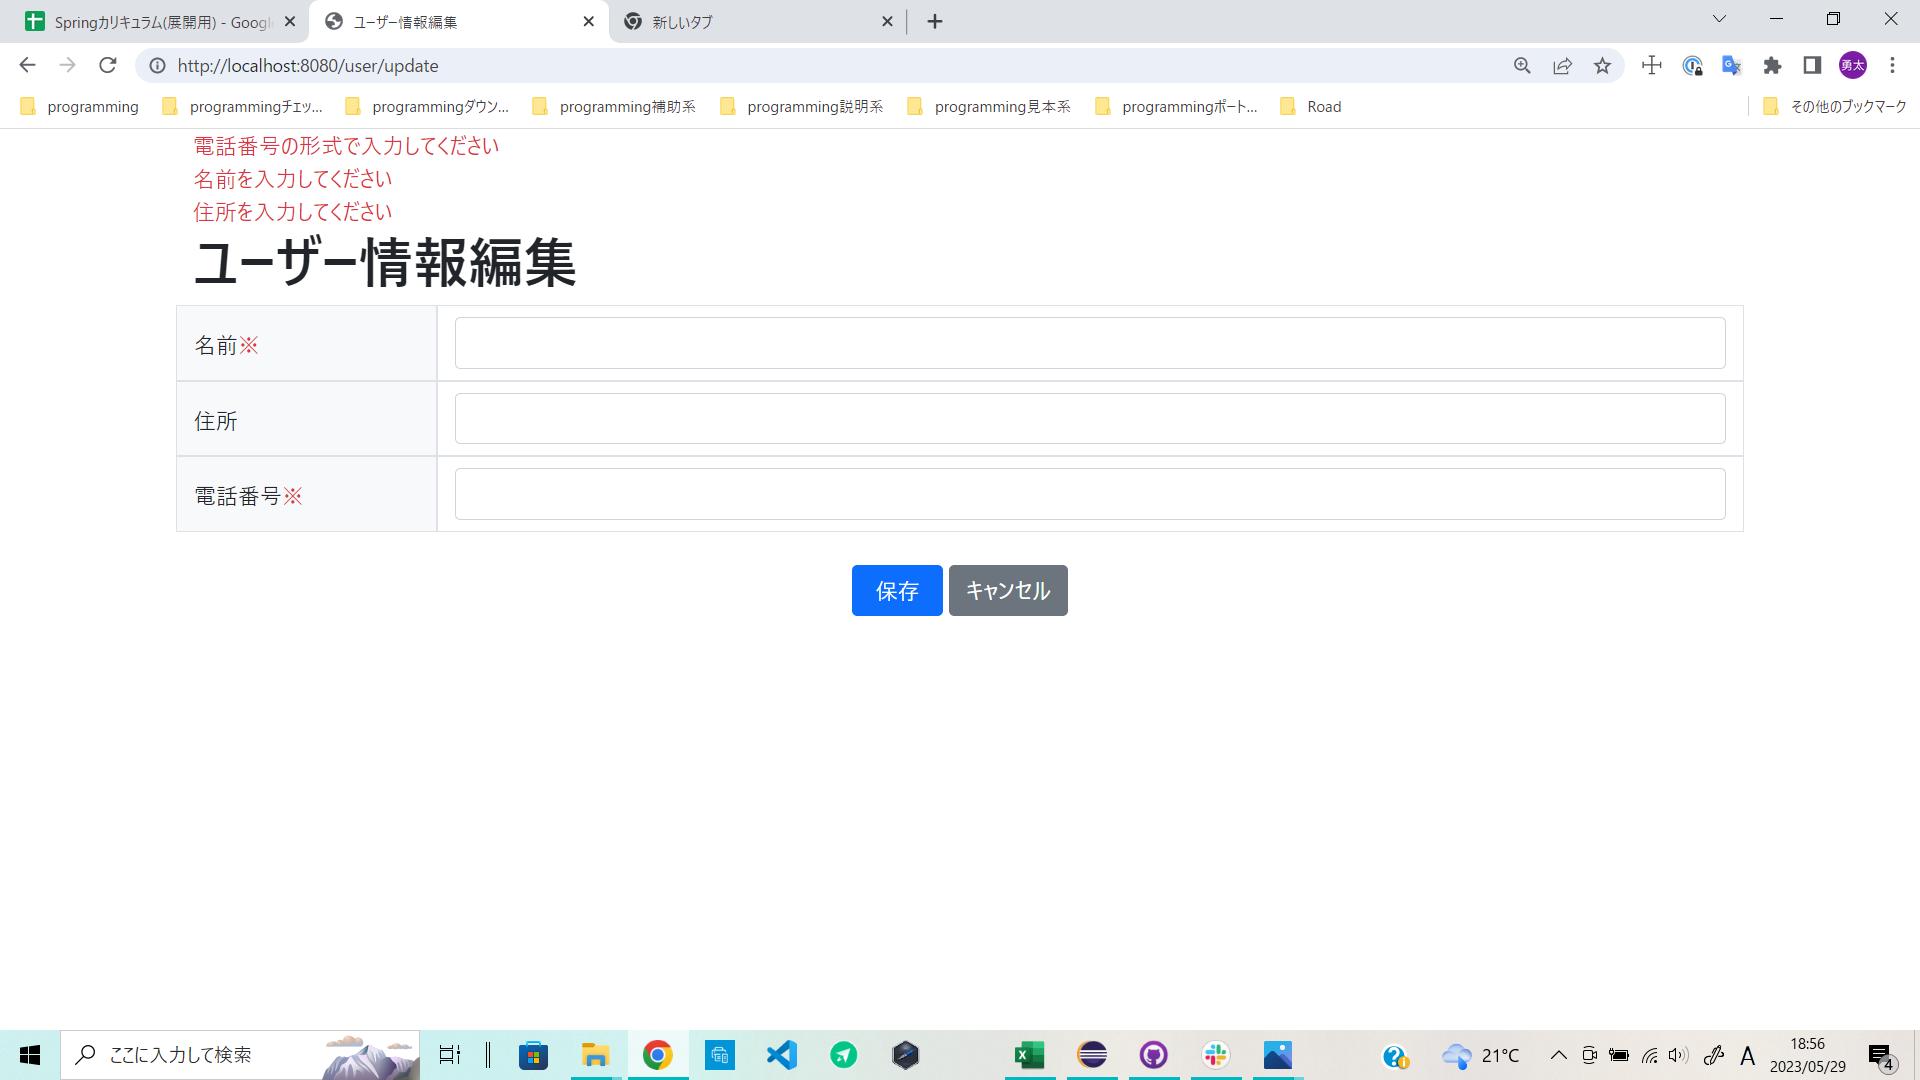 Springカリキュラム(展開用) - Googl
ユーザー情報編集
新しいタブ
http://localhost:8080/user/update
勇太
programming
programmingチェッ...
programmingダウン...
programming補助系
programming説明系
programming見本系
programmingポート...
Road
その他のブックマーク
電話番号の形式で入力してください
名前を入力してください
住所を入力してください
ユーザー情報編集
名前※
住所
電話番号※
保存 キャンセル
ここに入力して検索
21°C
A
18:56
2023/05/29
4